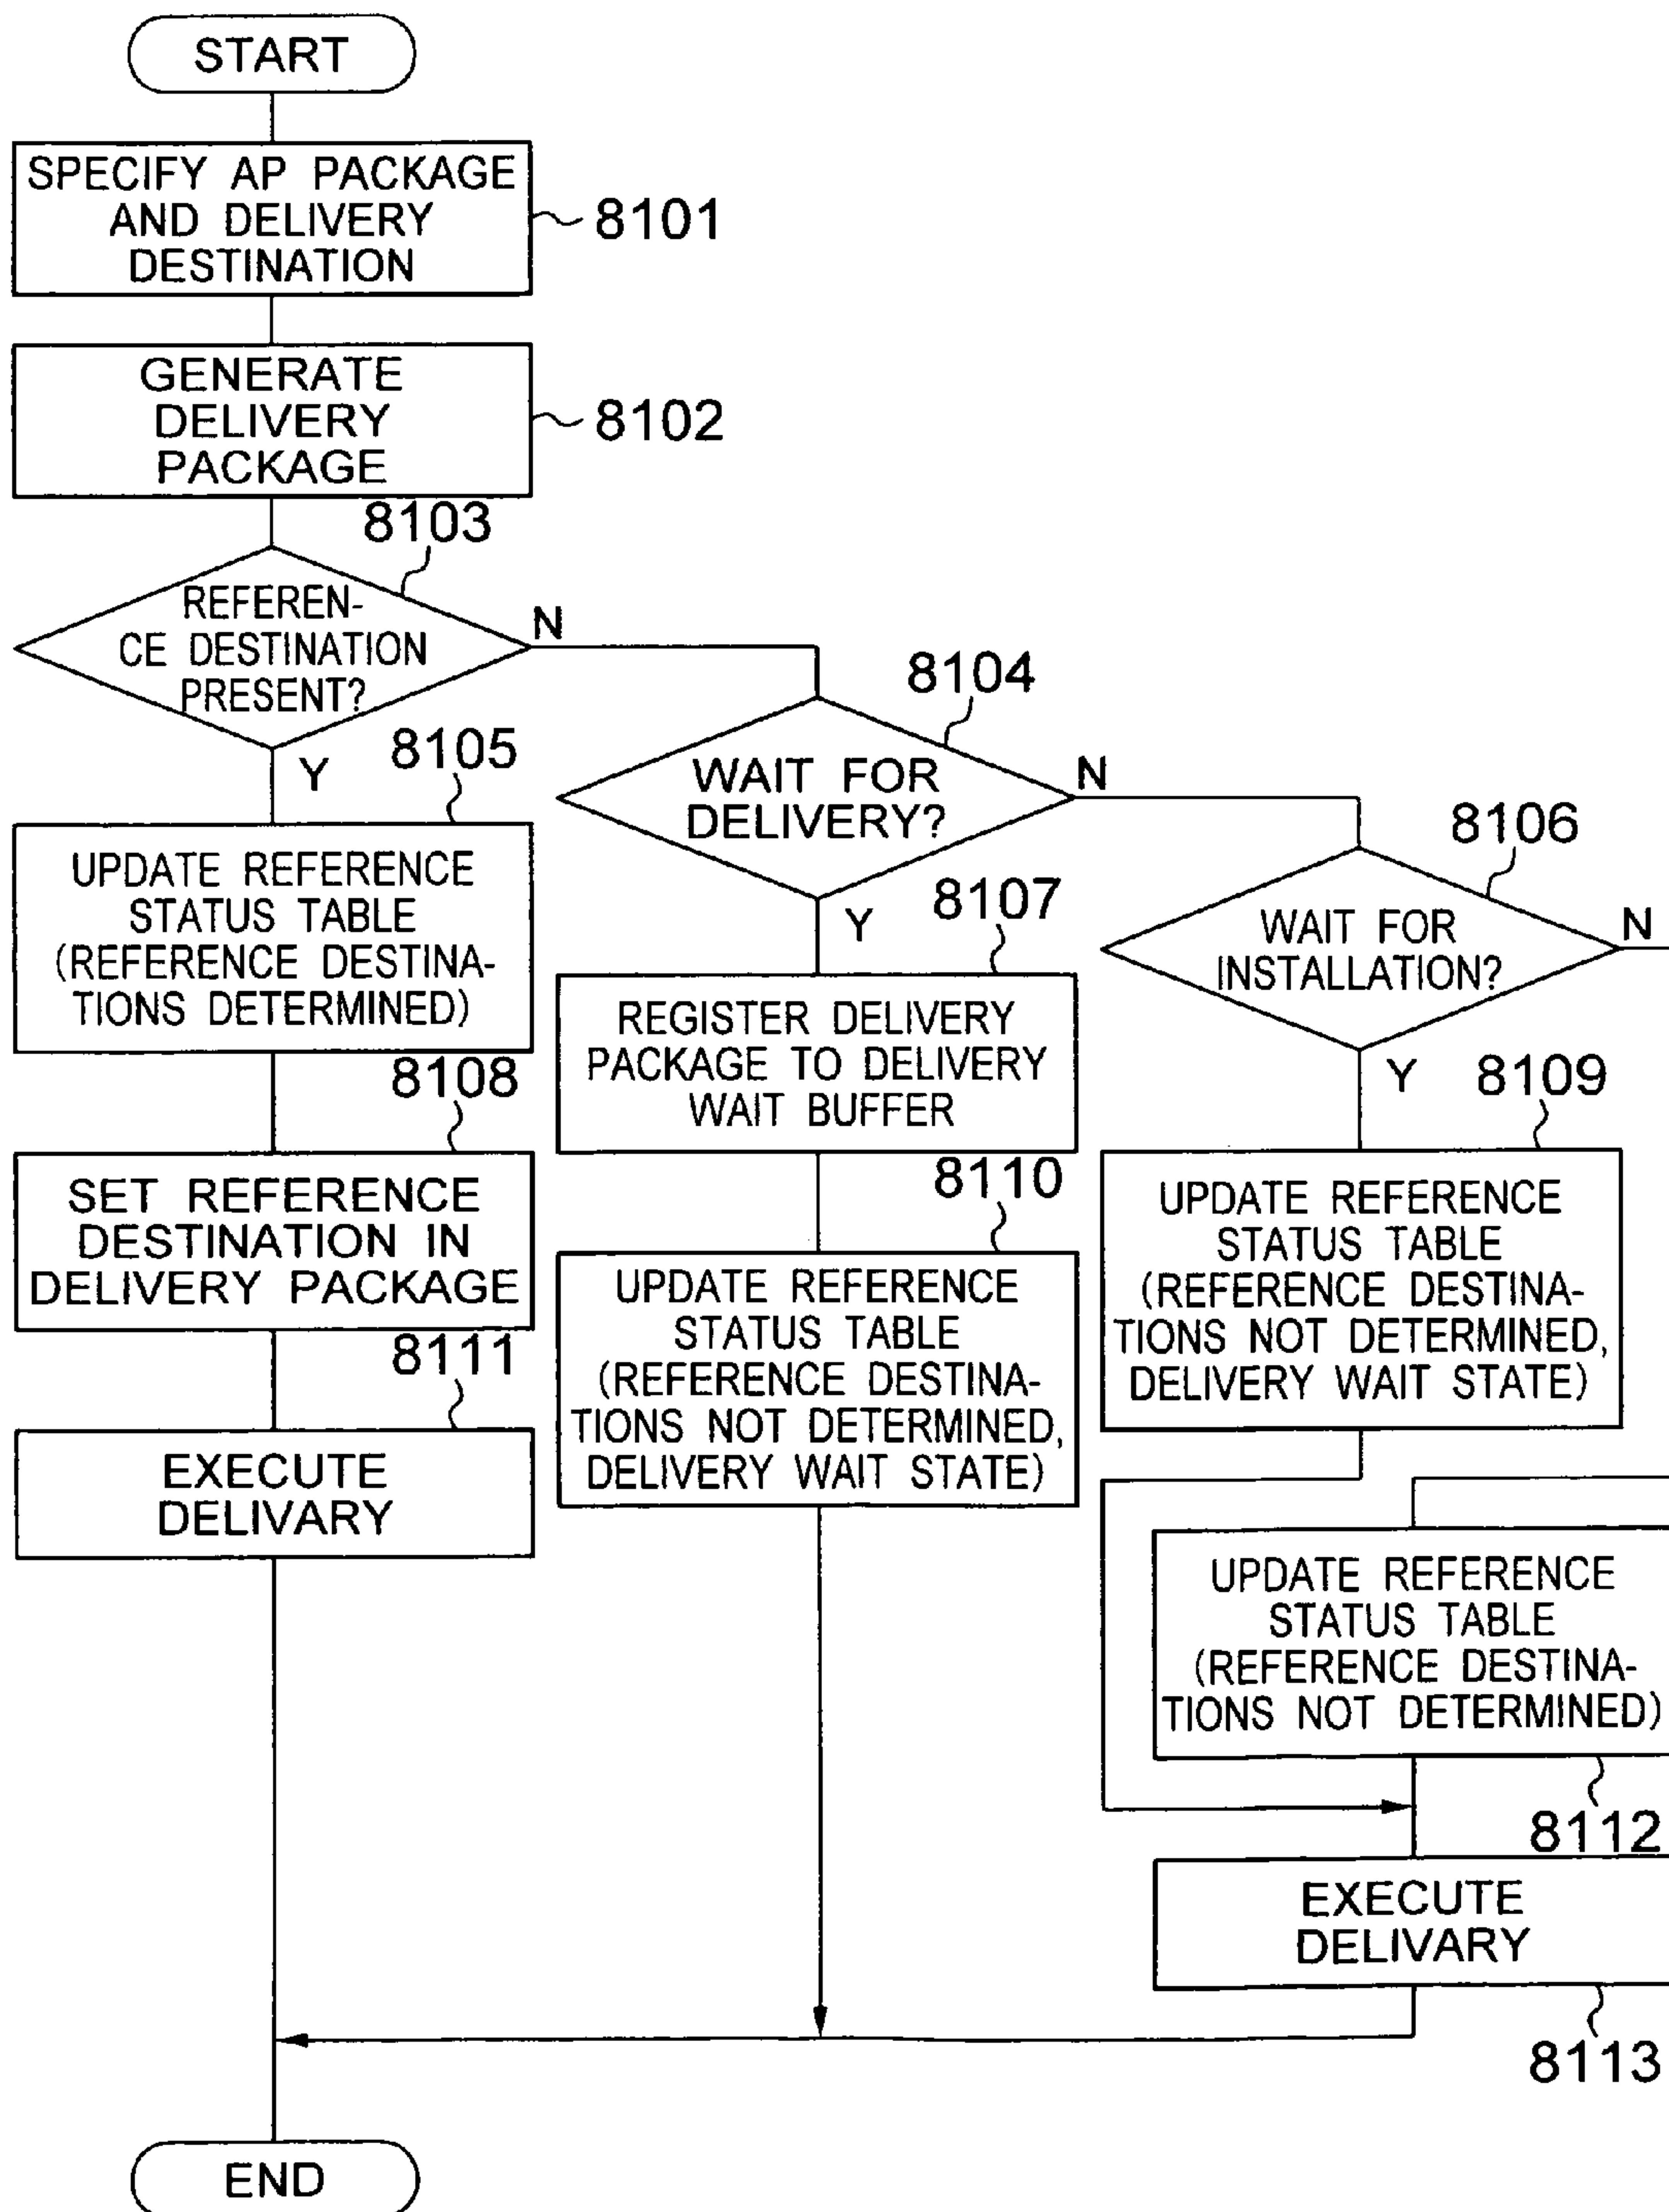 START
SPECIFY AP PACKAGE
AND DELIVERY
DESTINATION
8101
GENERATE
DELIVERY
PACKAGE
8102
8103
REFEREN-
CE DESTINATION
PRESENT?
N
Y
8104
WAIT FOR
DELIVERY?
N
Y
8105
UPDATE REFERENCE
STATUS TABLE
(REFERENCE DESTINA-
TIONS DETERMINED)
8106
WAIT FOR
INSTALLATION?
N
Y
8107
REGISTER DELIVERY
PACKAGE TO DELIVERY
WAIT BUFFER
8108
SET REFERENCE
DESTINATION IN
DELIVERY PACKAGE
8109
UPDATE REFERENCE
STATUS TABLE
(REFERENCE DESTINA-
TIONS NOT DETERMINED,
DELIVERY WAIT STATE)
8110
UPDATE REFERENCE
STATUS TABLE
(REFERENCE DESTINA-
TIONS NOT DETERMINED,
DELIVERY WAIT STATE)
8111
EXECUTE
DELIVARY
UPDATE REFERENCE
STATUS TABLE
(REFERENCE DESTINA-
TIONS NOT DETERMINED)
8112
EXECUTE
DELIVARY
8113
END